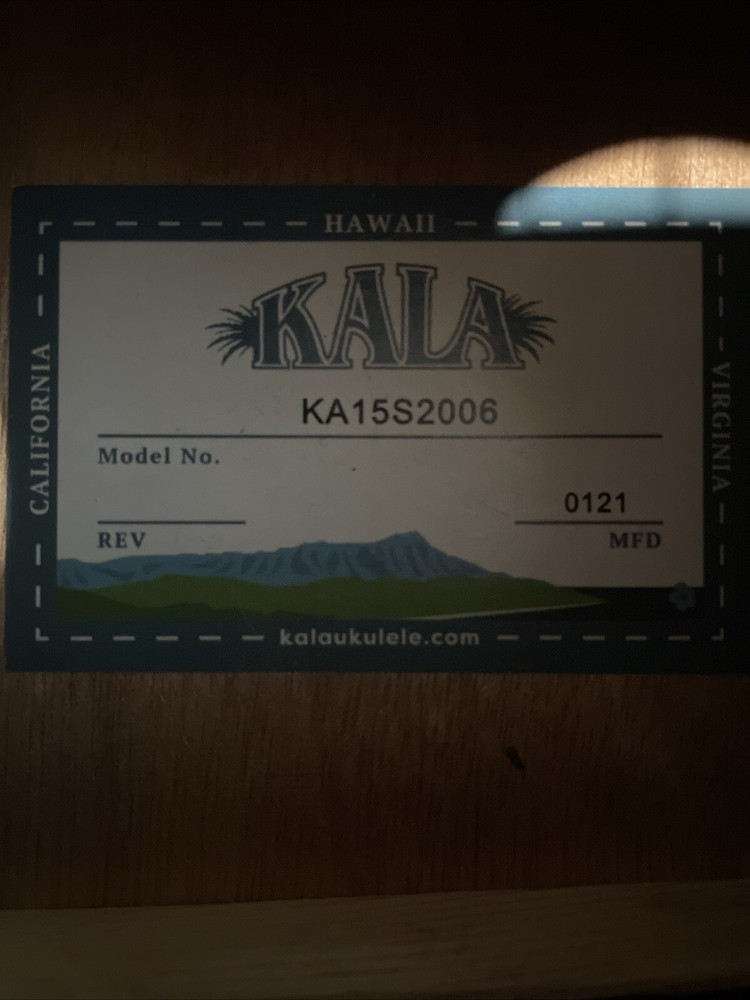 HAWAII
CALIFORNIA
VIRGINIA
KALA
KA15S2006
Model No.
0121
REV
MFD
kalaukulele.com